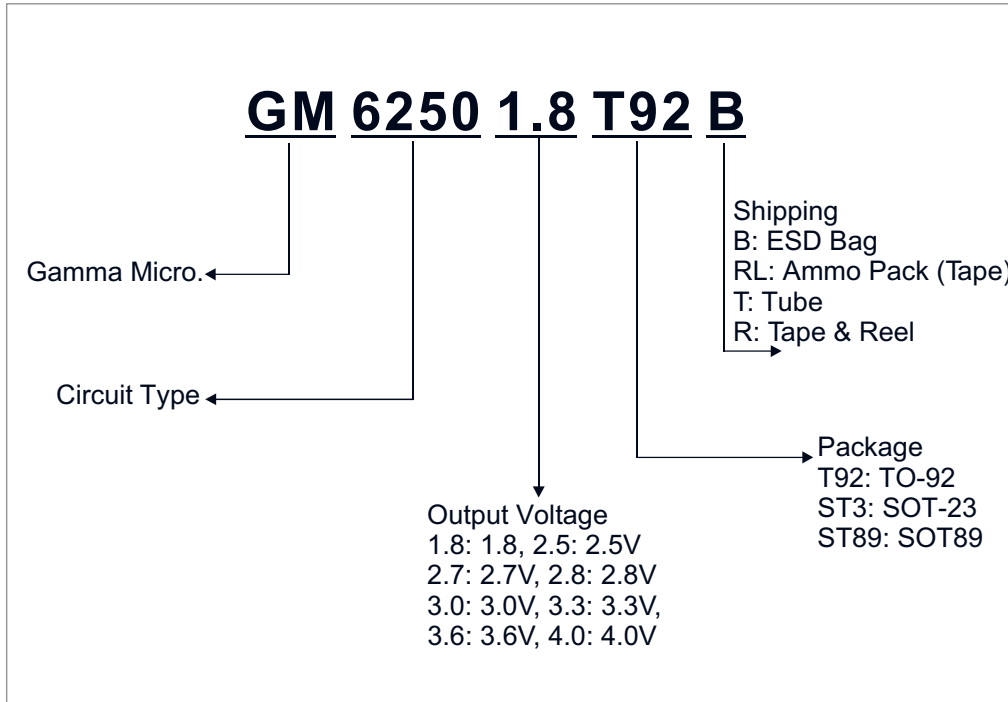 GM 6250 1.8 T92 B
Shipping
B: ESD Bag
RL: Ammo Pack (Tape)
T: Tube
R: Tape & Reel
Gamma Micro.
Circuit Type
Package
T92: TO-92
ST3: SOT-23
ST89: SOT89
Output Voltage
1.8: 1.8, 2.5: 2.5V
2.7: 2.7V, 2.8: 2.8V
3.0: 3.0V, 3.3: 3.3V,
3.6: 3.6V, 4.0: 4.0V